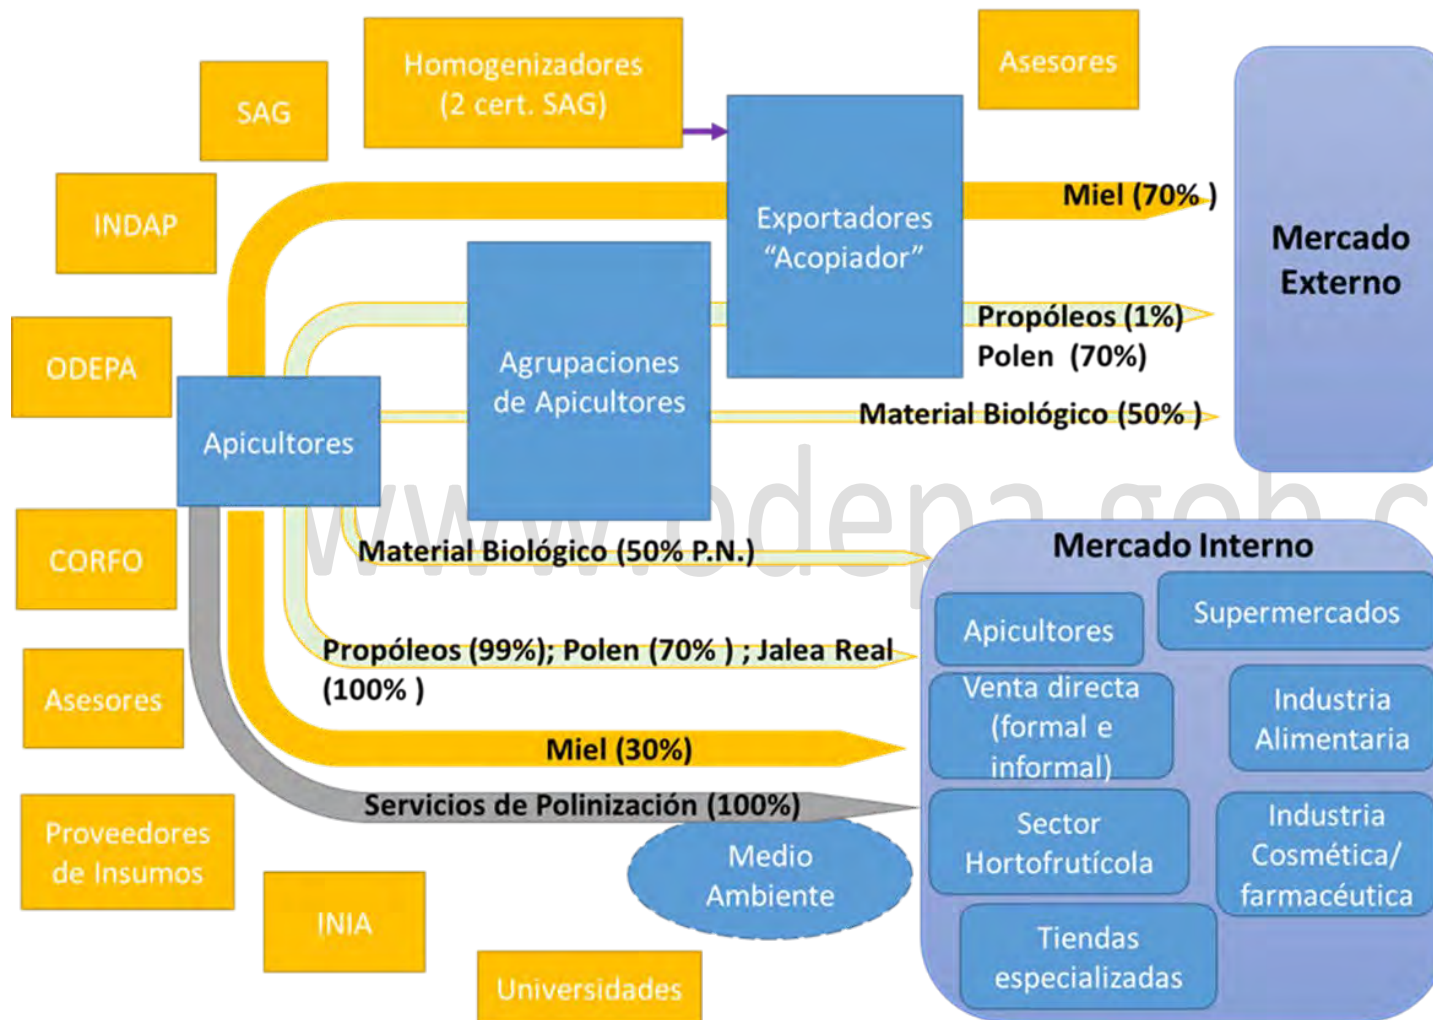 Homogenizadores
(2 cert. SAG)
Asesores
SAG
INDAP
Exportadores
“Acopiador”
Miel (70% )
Mercado
Externo
Propóleos (1%)
Polen (70%)
ODEPA
Agrupaciones
de Apicultores
Material Biológico (50% )
Apicultores
www.odepa.gob.c
CORFO
Material Biológico (50% P.N.)
Mercado Interno
Apicultores
Supermercados
Propóleos (99%); Polen (70% ) ; Jalea Real
(100% )
Asesores
Venta directa
(formal e
informal)
Industria
Alimentaria
Miel (30%)
Servicios de Polinización (100%)
Proveedores
de Insumos
Sector
Hortofrutícola
Industria
Cosmética/
farmacéutica
Medio
Ambiente
INIA
Tiendas
especializadas
Universidades